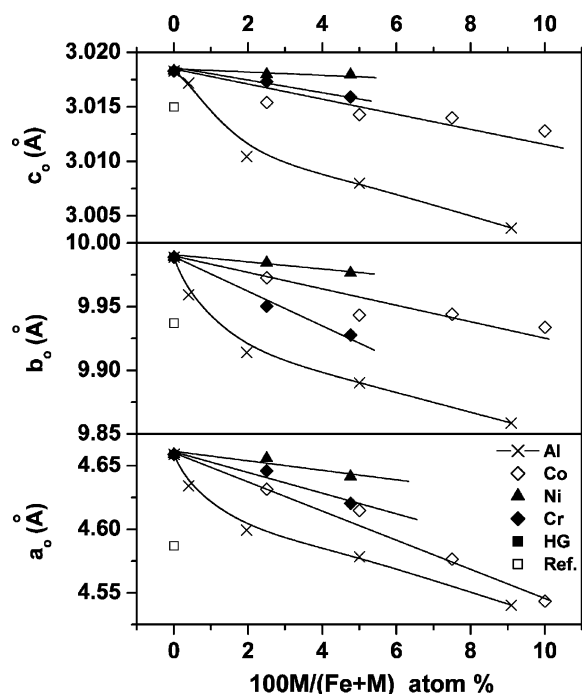 0 2 4 6 8 10
3.020
3.015
3.010
3.005
10.00
c₀ (Å)
9.95
9.90
9.85
b₀ (Å)
4.65
4.60
4.55
a₀ (Å)
Al
Co
Ni
Cr
HG
Ref.
0 2 4 6 8 10
100M/(Fe+M) atom %